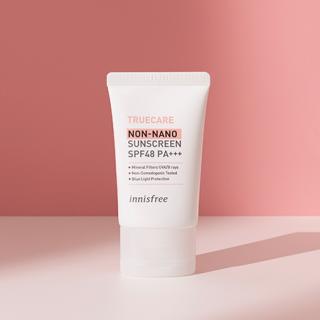 TRUECARE
NON-NANO
SUNSCREEN
SPF48 PA+++
• Mineral Filters UVA/B rays
• Non-Comedogenic Tested
• Blue Light Protective
innisfree